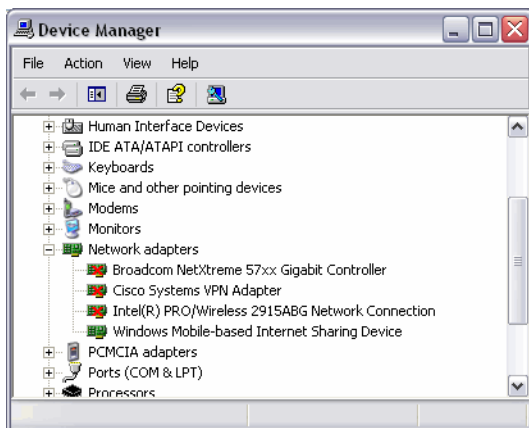 Device Manager
File Action View Help
Human Interface Devices
IDE ATA/ATAPI controllers
Keyboards
Mice and other pointing devices
Modems
Monitors
Network adapters
Broadcom NetXtreme 57xx Gigabit Controller
Cisco Systems VPN Adapter
Intel(R) PRO/Wireless 2915ABG Network Connection
Windows Mobile-based Internet Sharing Device
PCMCIA adapters
Ports (COM & LPT)
Processors